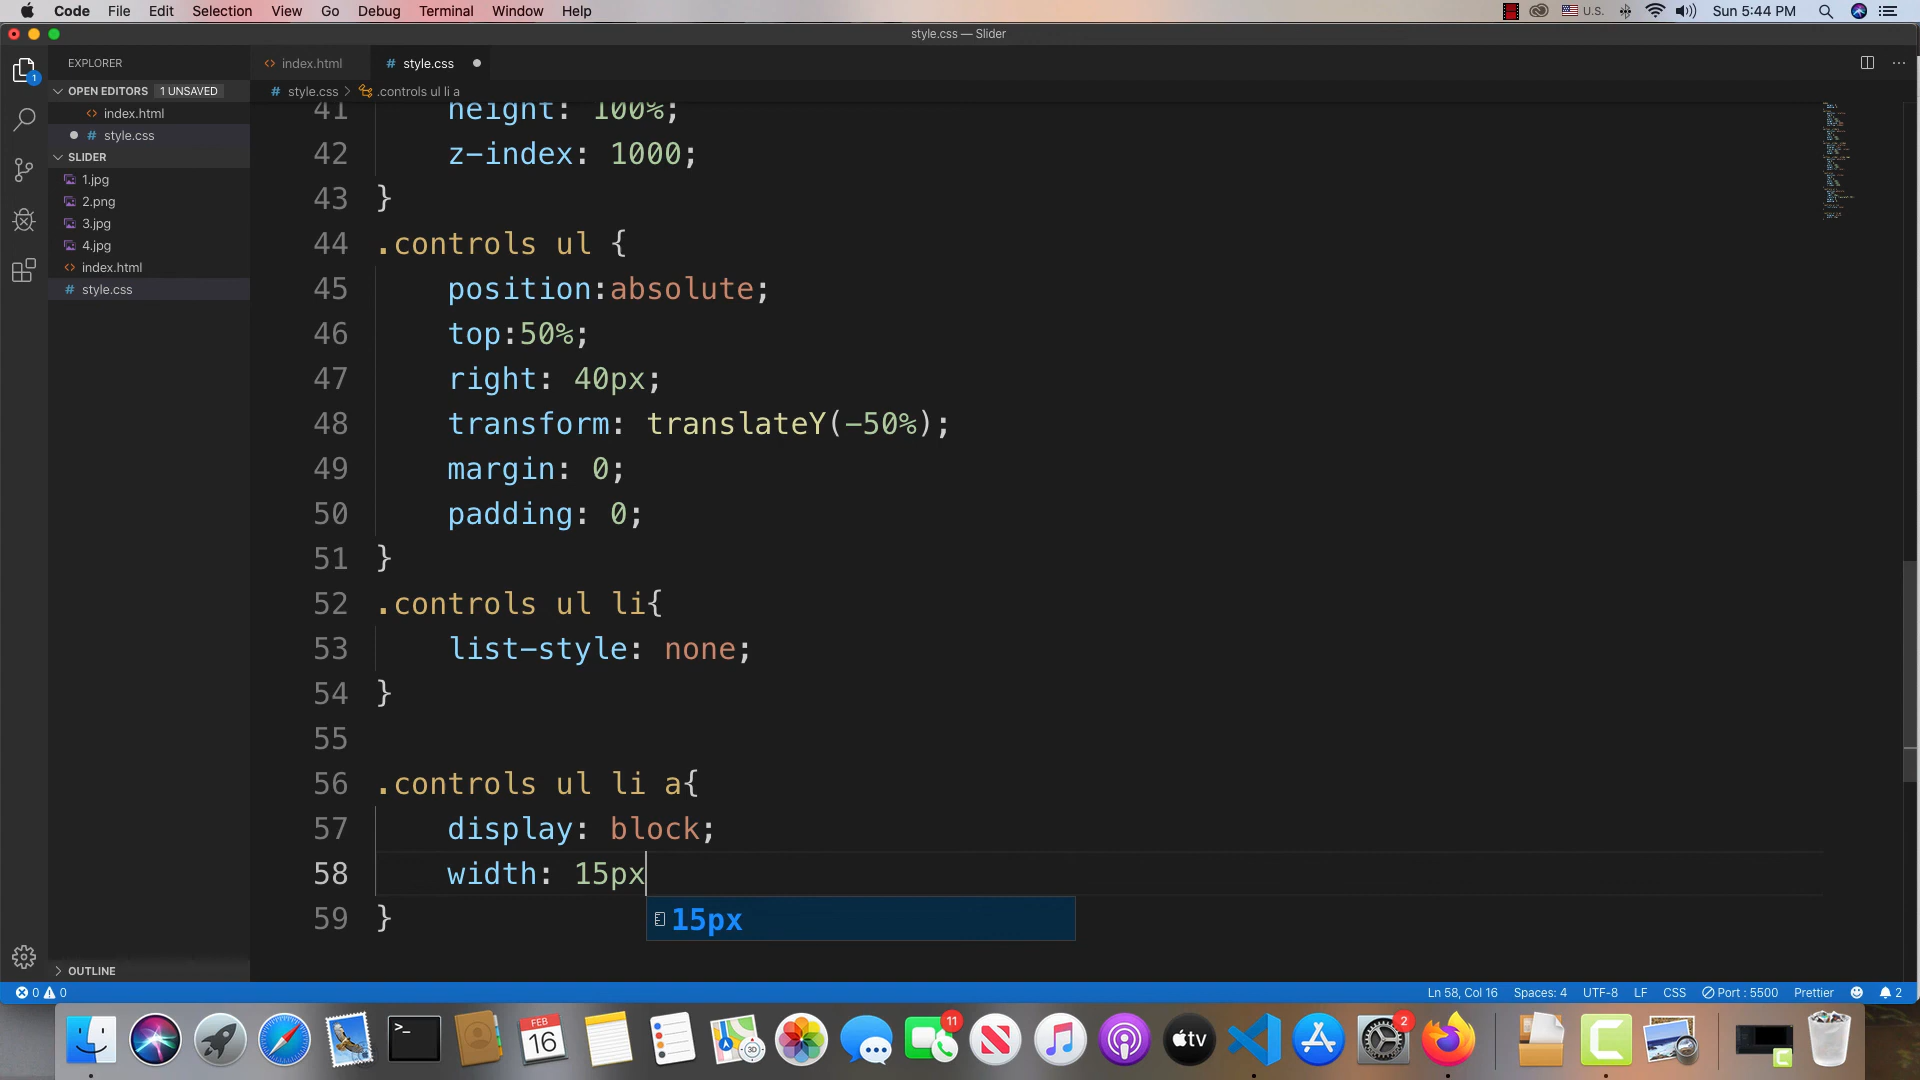 Code File Edit Selection View Go Debug Terminal Window Help U.S. Sun 5:44 PM
style.css — Slider
EXPLORER
index.html
# style.css
OPEN EDITORS 1 UNSAVED
# style.css > .controls ul li a
index.html
# style.css
SLIDER
1.jpg
2.png
3.jpg
4.jpg
index.html
# style.css
1
41 height: 100%;
42 z-index: 1000;
43 }
44 .controls ul {
45 position:absolute;
46 top:50%;
47 right: 40px;
48 transform: translateY(-50%);
49 margin: 0;
50 padding: 0;
51 }
52 .controls ul li{
53 list-style: none;
54 }
55
56 .controls ul li a{
57 display: block;
58 width: 15px
59 }
15px
OUTLINE
0 0 Ln 58, Col 16 Spaces: 4 UTF-8 LF CSS Port : 5500 Prettier 2
FEB
16
3D
11
tv
2